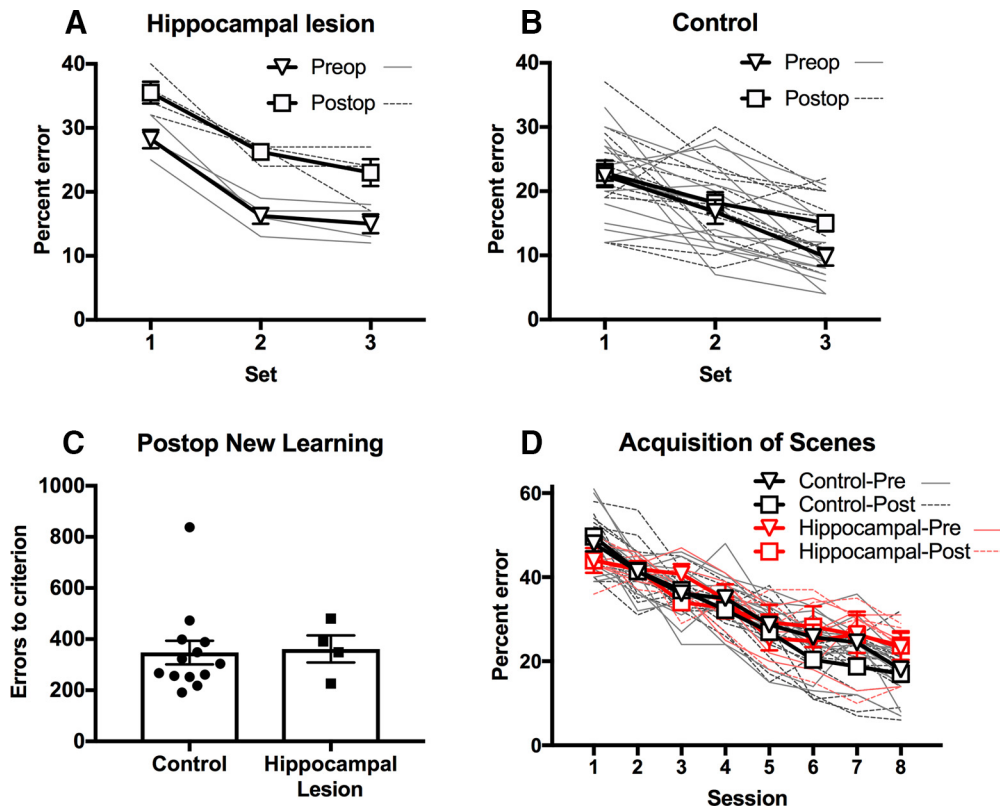 A Hippocampal lesion
Percent error
40
30
20
10
0
Preop
Postop
1 2 3
Set
B Control
Percent error
40
30
20
10
0
Preop
Postop
1 2 3
Set
C Postop New Learning
Errors to criterion
1000
800
600
400
200
0
Control Hippocampal
Lesion
D Acquisition of Scenes
Percent error
60
40
20
0
Control-Pre
Control-Post
Hippocampal-Pre
Hippocampal-Post
1 2 3 4 5 6 7 8
Session